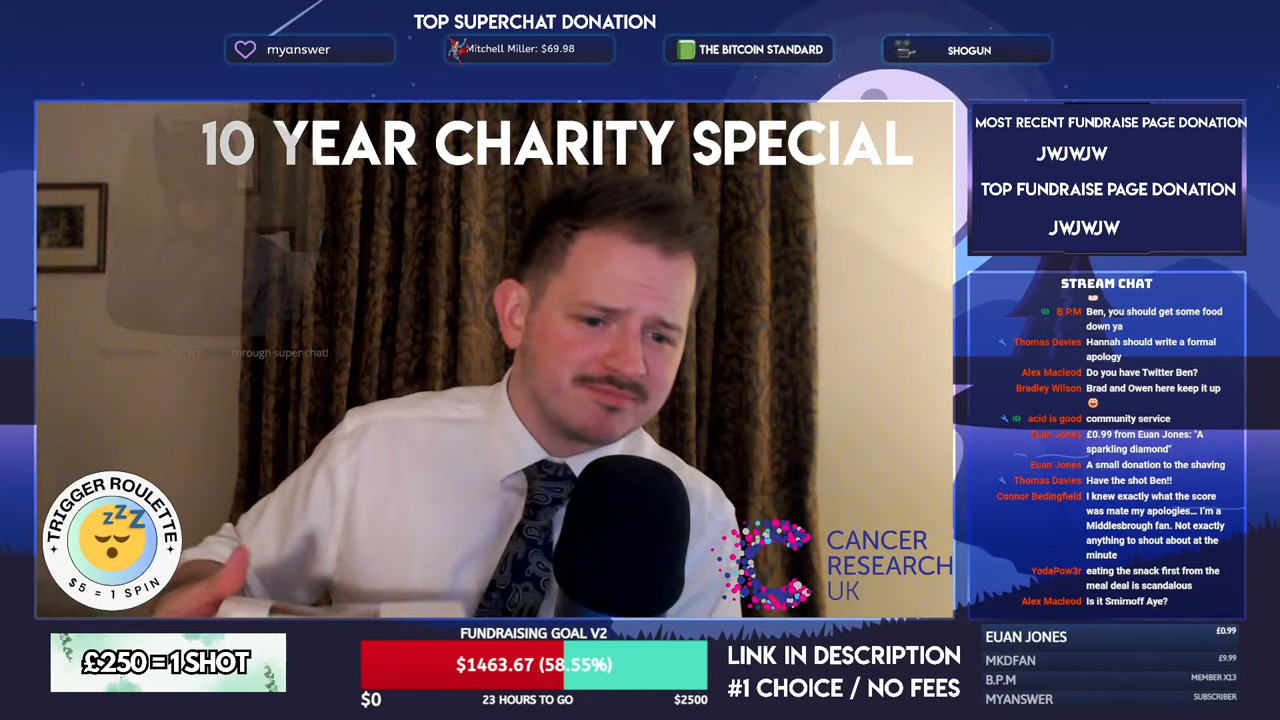 TOP SUPERCHAT DONATION
myanswer
Mitchell Miller: $69.98
THE BITCOIN STANDARD
SHOGUN
10 YEAR CHARITY SPECIAL
through super chat!
TRIGGER ROULETTE
zzZ
$5 = 1 SPIN
CANCER
RESEARCH
UK
MOST RECENT FUNDRAISE PAGE DONATION
JWJWJW
TOP FUNDRAISE PAGE DONATION
JWJWJW
STREAM CHAT
B.P.M Ben, you should get some food
down ya
Thomas Davies Hannah should write a formal
apology
Alex Macleod Do you have Twitter Ben?
Bradley Wilson Brad and Owen here keep it up
acid is good community service
Euan Jones £0.99 from Euan Jones: "A
sparkling diamond"
Euan Jones A small donation to the shaving
Thomas Davies Have the shot Ben!!
Connor Bedingfield I knew exactly what the score
was mate my apologies... I'm a
Middlesbrough fan. Not exactly
anything to shout about at the
minute
YodaPow3r eating the snack first from the
meal deal is scandalous
Alex Macleod Is it Smirnoff Aye?
£250 = 1 SHOT
FUNDRAISING GOAL V2
$1463.67 (58.55%)
$0
23 HOURS TO GO
$2500
LINK IN DESCRIPTION
#1 CHOICE / NO FEES
EUAN JONES £0.99
MKDFAN £9.99
B.P.M MEMBER X13
MYANSWER SUBSCRIBER